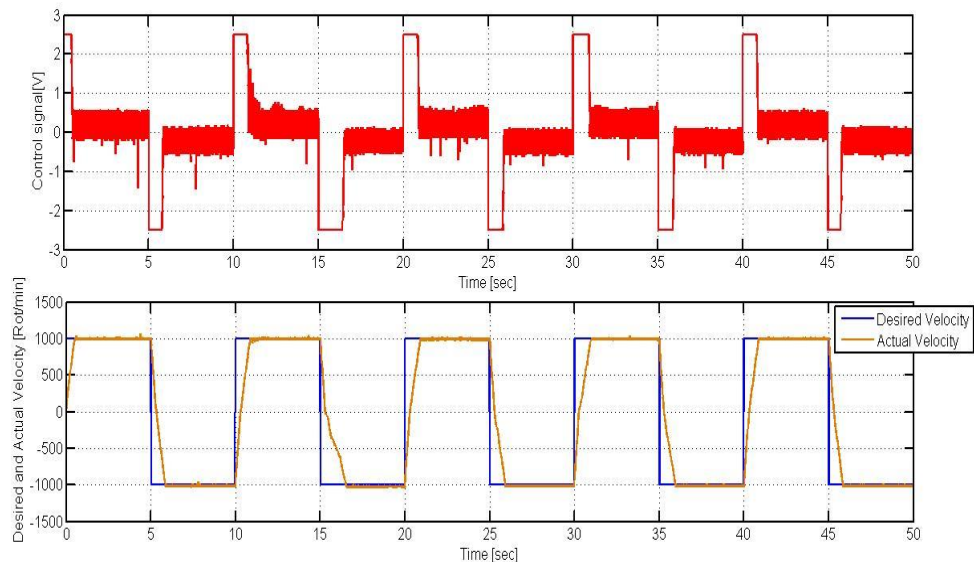 Control signal[V]
3
2
1
0
-1
-2
-3
0 5 10 15 20 25 30 35 40 45 50
Time [sec]
Desired and Actual Velocity [Rot/min]
1500
1000
500
0
-500
-1000
-1500
Desired Velocity
Actual Velocity
0 5 10 15 20 25 30 35 40 45 50
Time [sec]